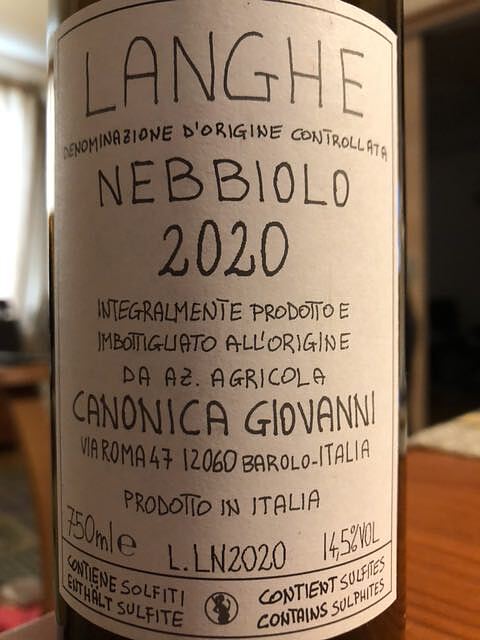 LANGHE
DENOMINAZIONE D'ORIGINE CONTROLLATA
NEBBIOLO
2020
INTEGRALMENTE PRODOTTO E
IMBOTTIGLIATO ALL'ORIGINE
DA AZ. AGRICOLA
CANONICA GIOVANNI
VIA ROMA 47 12060 BAROLO-ITALIA
PRODOTTO IN ITALIA
750ml e L.LN2020 14,5%VOL
CONTIENE SOLFITI CONTIENT SULFITES
ENTHÄLT SULFITE CONTAINS SULPHITES